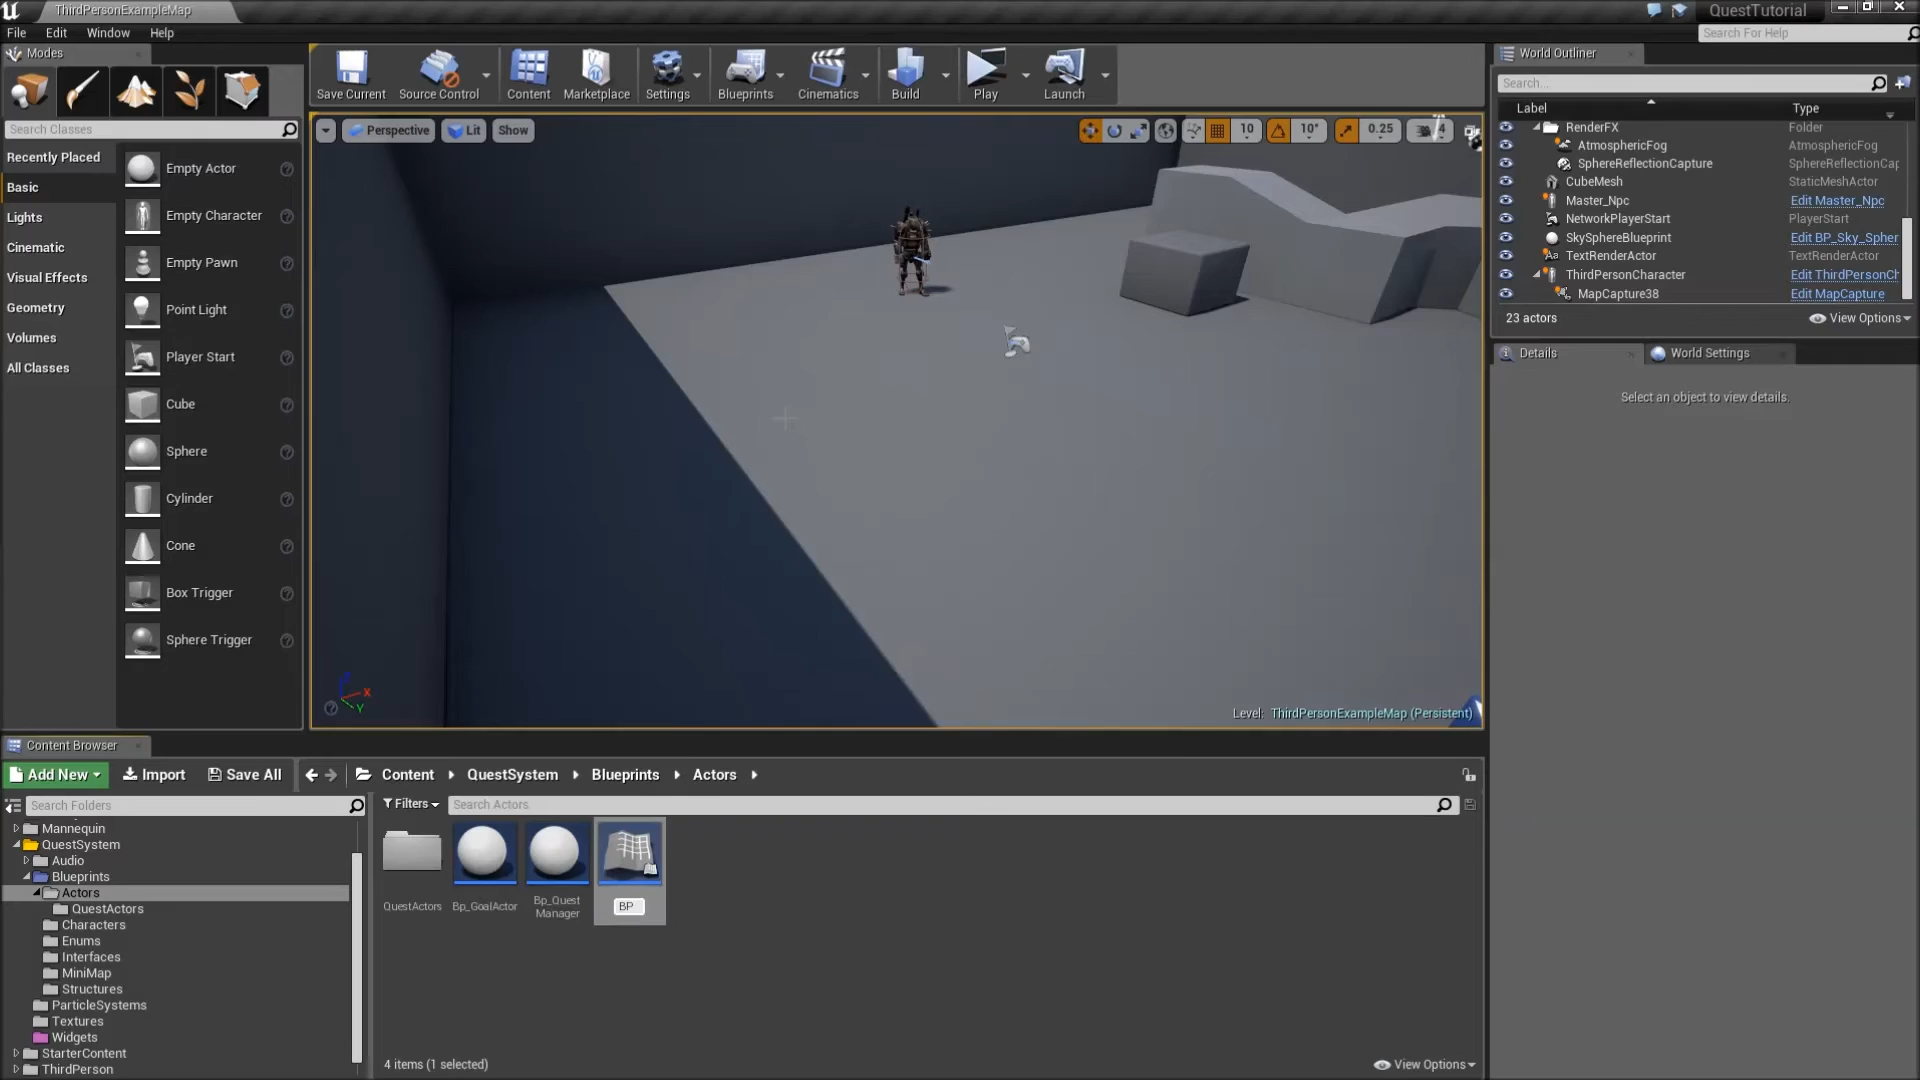 ThirdPersonExampleMap
QuestTutorial
File Edit Window Help
Search For Help
Modes
Search Classes
Recently Placed
Basic
Lights
Cinematic
Visual Effects
Geometry
Volumes
All Classes
Empty Actor
Empty Character
Empty Pawn
Point Light
Player Start
Cube
Sphere
Cylinder
Cone
Box Trigger
Sphere Trigger
Save Current
Source Control
Content
Marketplace
Settings
Blueprints
Cinematics
Build
Play
Launch
Perspective Lit Show
10 10° 0.25 4
X
Y
Level: ThirdPersonExampleMap (Persistent)
World Outliner
Search...
Label Type
RenderFX Folder
AtmosphericFog AtmosphericFog
SphereReflectionCapture SphereReflectionCap
CubeMesh StaticMeshActor
Master_Npc Edit Master_Npc
NetworkPlayerStart PlayerStart
SkySphereBlueprint Edit BP_Sky_Spher
TextRenderActor TextRenderActor
ThirdPersonCharacter Edit ThirdPersonCh
MapCapture38 Edit MapCapture
23 actors
View Options
Details World Settings
Select an object to view details.
Content Browser
Add New Import Save All Content QuestSystem Blueprints Actors
Search Folders
Filters Search Actors
Mannequin
QuestSystem
Audio
Blueprints
Actors
QuestActors
Characters
Enums
Interfaces
MiniMap
Structures
ParticleSystems
Textures
Widgets
StarterContent
ThirdPerson
QuestActors
Bp_GoalActor
Bp_Quest
Manager
BP
4 items (1 selected)
View Options